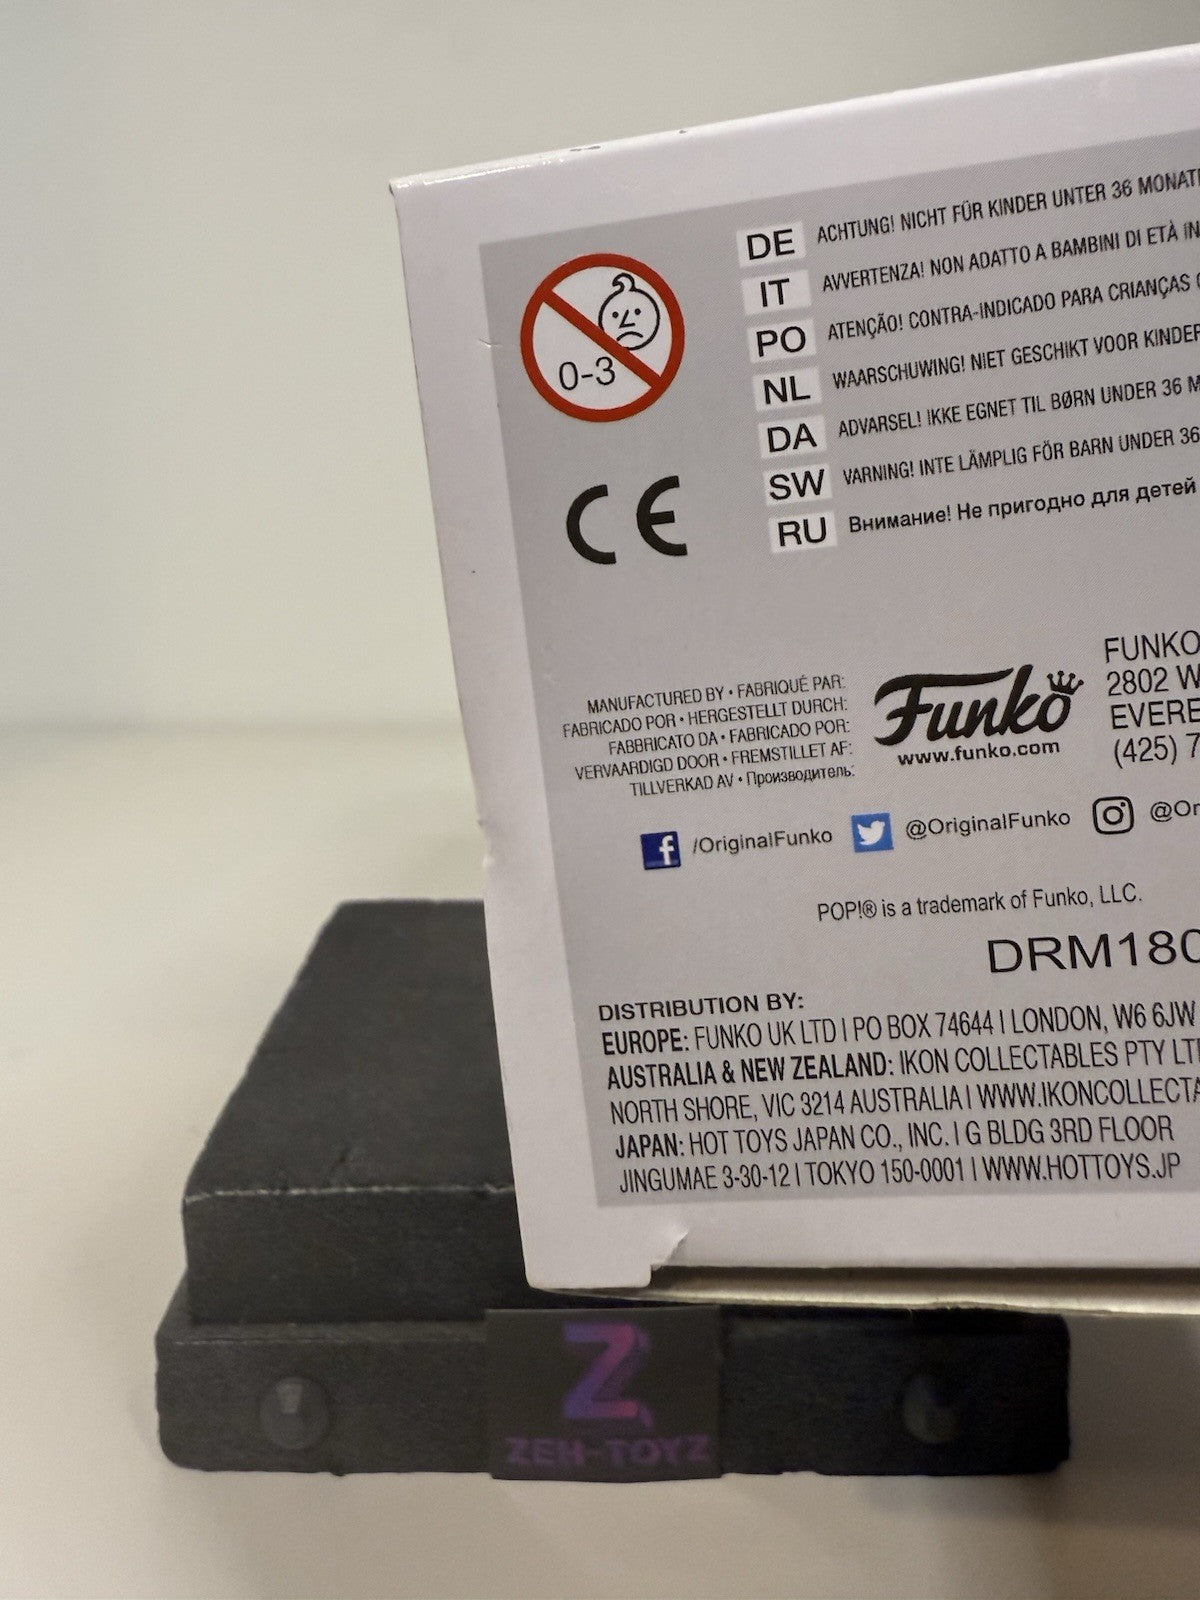 0-3
DE ACHTUNG! NICHT FÜR KINDER UNTER 36
IT AVVERTENZA! NON ADATTO A BAMBINI DI ETÀ
PO ATENÇÃO! CONTRA-INDICADO PARA CRIANÇAS
NL WAARSCHUWING! NIET GESCHIKT VOOR
DA ADVARSEL! IKKE EGNET TIL BØRN UNDER 36
SW VARNING! INTE LÄMPLIG FÖR BARN UNDER 36
RU Внимание! Не пригодно для детей
CE
MANUFACTURED BY • FABRIQUÉ PAR:
FABRICADO POR • HERGESTELLT DURCH:
FABBRICATO DA • FABRICADO POR:
VERVAARDIGD DOOR • FREMSTILLET AF:
TILLVERKAD AV • Производитель:
Funko
www.funko.com
FUNKO
2802 W
EVERE
(425) 7
/OriginalFunko @OriginalFunko @Or
POP!® is a trademark of Funko, LLC.
DRM180
DISTRIBUTION BY:
EUROPE: FUNKO UK LTD | PO BOX 74644 | LONDON, W6 6JW
AUSTRALIA & NEW ZEALAND: IKON COLLECTABLES PTY
NORTH SHORE, VIC 3214 AUSTRALIA | WWW.IKONCOLLECTA
JAPAN: HOT TOYS JAPAN CO., INC. | G BLDG 3RD FLOOR
JINGUMAE 3-30-12 | TOKYO 150-0001 | WWW.HOTTOYS.JP
Z
ZEH-TOYZ